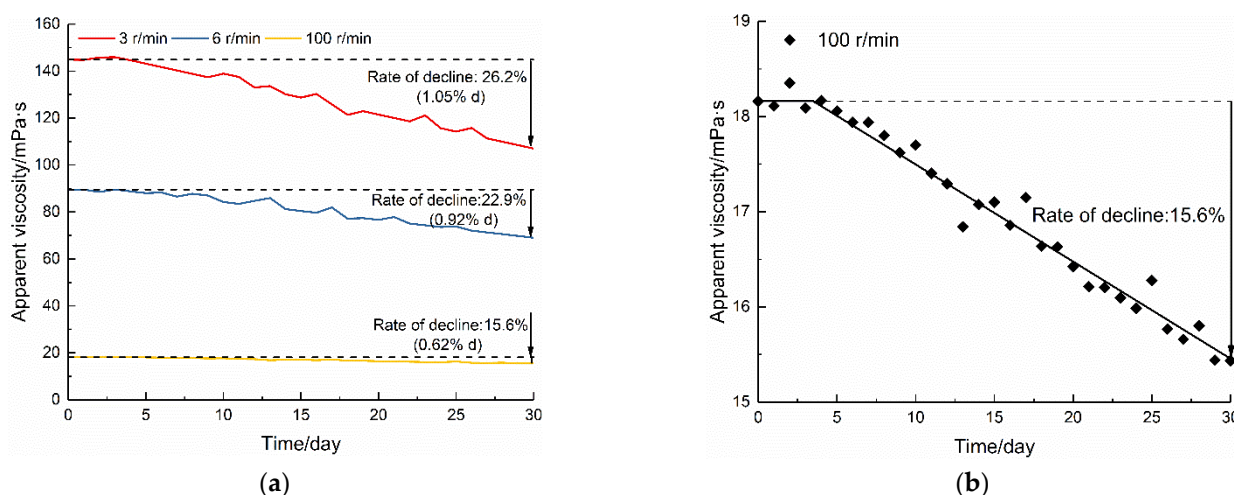 3 r/min 6 r/min 100 r/min
Apparent viscosity/mPa·s
160
140
120
100
80
60
40
20
0
Rate of decline: 26.2%
(1.05% d)
Rate of decline:22.9%
(0.92% d)
Rate of decline:15.6%
(0.62% d)
0 5 10 15 20 25 30
Time/day
(a)
100 r/min
Apparent viscosity/mPa·s
19
18
17
16
15
Rate of decline:15.6%
0 5 10 15 20 25 30
Time/day
(b)